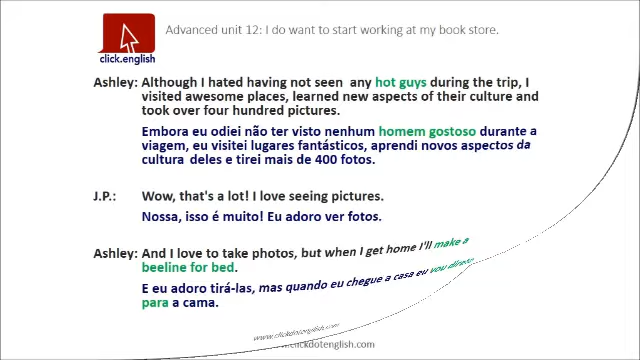 Advanced unit 12: I do want to start working at my book store.
click.english
Ashley: Although I hated having not seen any hot guys during the trip, I
visited awesome places, learned new aspects of their culture and
took over four hundred pictures.
Embora eu odiei não ter visto nenhum homem gostoso durante a
viagem, eu visitei lugares fantásticos, aprendi novos aspectos da
cultura deles e tirei mais de 400 fotos.
J.P.: Wow, that's a lot! I love seeing pictures.
Nossa, isso é muito! Eu adoro ver fotos.
Ashley: And I love to take photos, but when I get home I'll make a
beeline for bed.
E eu adoro tirá-las, mas quando eu chegue a casa eu vou direto
para a cama.
www.clickdotenglish.com
clickdotenglish.com